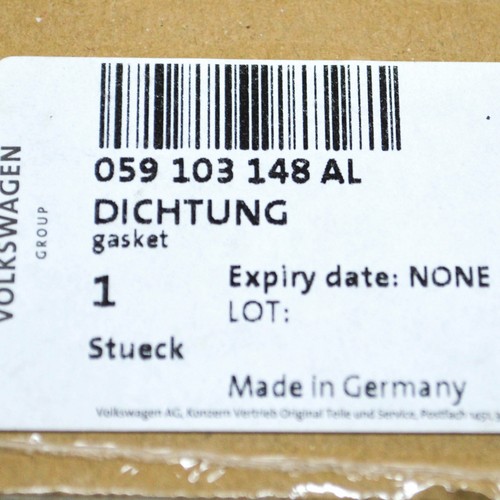 VOLKSWAGEN
GROUP
059 103 148 AL
DICHTUNG
gasket
1
Expiry date: NONE
LOT:
Stueck
Made in Germany
Volkswagen AG, Konzern Vertrieb Original Teile und Service, Postfach